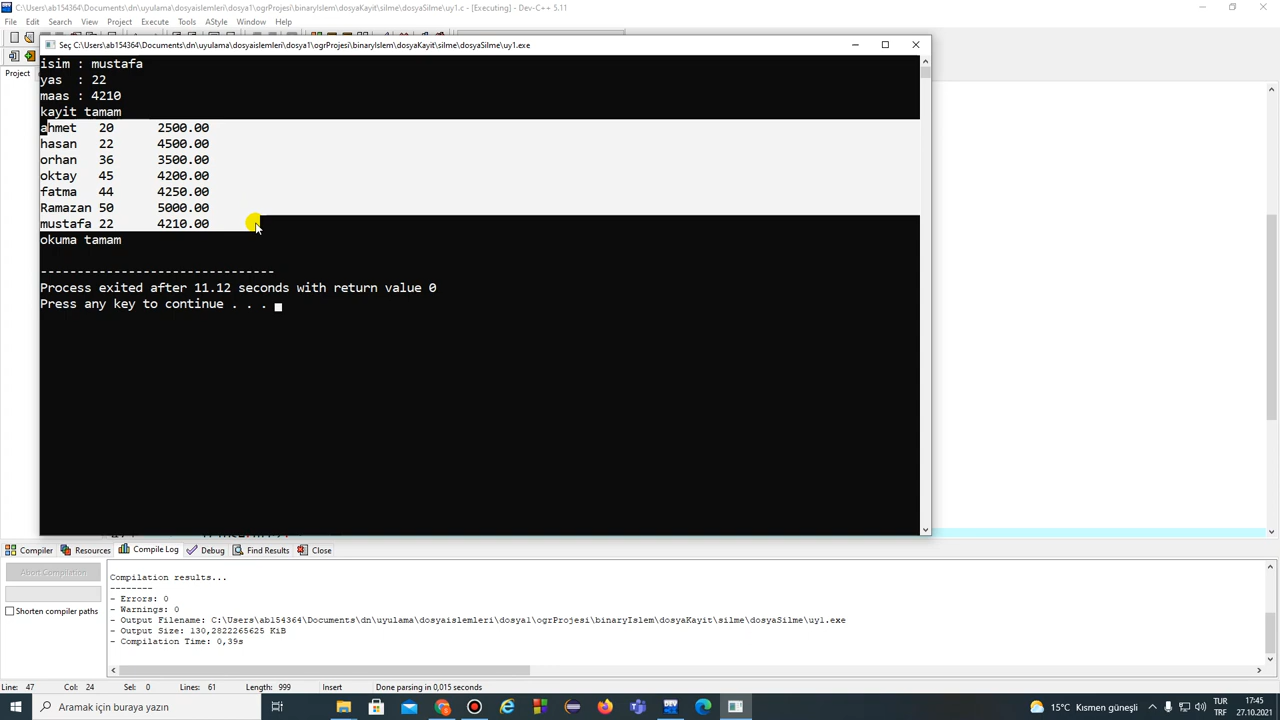 C:\Users\ab154364\Documents\dn\uyulama\dosyaislemleri\dosya1\ogrProjesi\binaryIslem\dosyaKayit\silme\dosyaSilme\uy1.c - [Executing] - Dev-C++ 5.11
File Edit Search View Project Execute Tools AStyle Window Help
Seç C:\Users\ab154364\Documents\dn\uyulama\dosyaislemleri\dosya1\ogrProjesi\binaryIslem\dosyaKayit\silme\dosyaSilme\uy1.exe
Project
isim : mustafa
yas : 22
maas : 4210
kayit tamam
ahmet 20 2500.00
hasan 22 4500.00
orhan 36 3500.00
oktay 45 4200.00
fatma 44 4250.00
Ramazan 50 5000.00
mustafa 22 4210.00
okuma tamam
--------------------------------
Process exited after 11.12 seconds with return value 0
Press any key to continue . . .
Compiler Resources Compile Log Debug Find Results Close
Abort Compilation
Shorten compiler paths
Compilation results...
--------
- Errors: 0
- Warnings: 0
- Output Filename: C:\Users\ab154364\Documents\dn\uyulama\dosyaislemleri\dosya1\ogrProjesi\binaryIslem\dosyaKayit\silme\dosyaSilme\uy1.exe
- Output Size: 130,2822265625 KiB
- Compilation Time: 0,39s
Line: 47 Col: 24 Sel: 0 Lines: 61 Length: 999 Insert Done parsing in 0,015 seconds
Aramak için buraya yazın
15°C Kısmen güneşli
TUR
TRF
17:45
27.10.2021